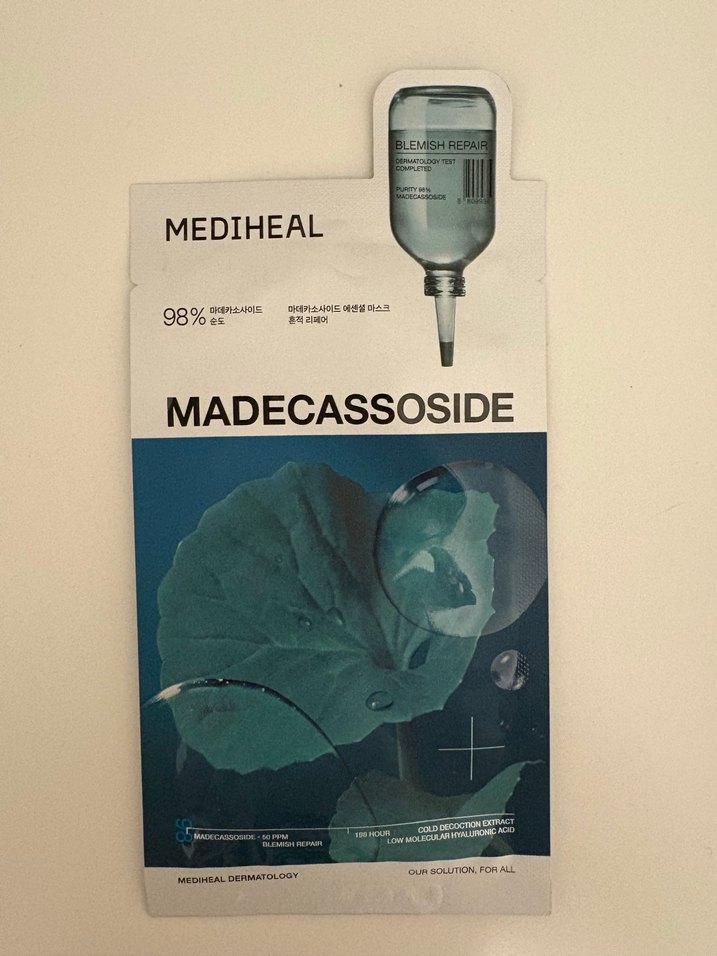 BLEMISH REPAIR
DERMATOLOGY TEST
COMPLETED
PURITY 98%
MADECASSOSIDE
MEDIHEAL
98% 마데카소사이드
순도
마데카소사이드 에센셜 마스크
흔적 리페어
MADECASSOSIDE
98
MADECASSOSIDE - 50 PPM
BLEMISH REPAIR
188 HOUR
COLD DECOCTION EXTRACT
LOW MOLECULAR HYALURONIC ACID
MEDIHEAL DERMATOLOGY
OUR SOLUTION, FOR ALL